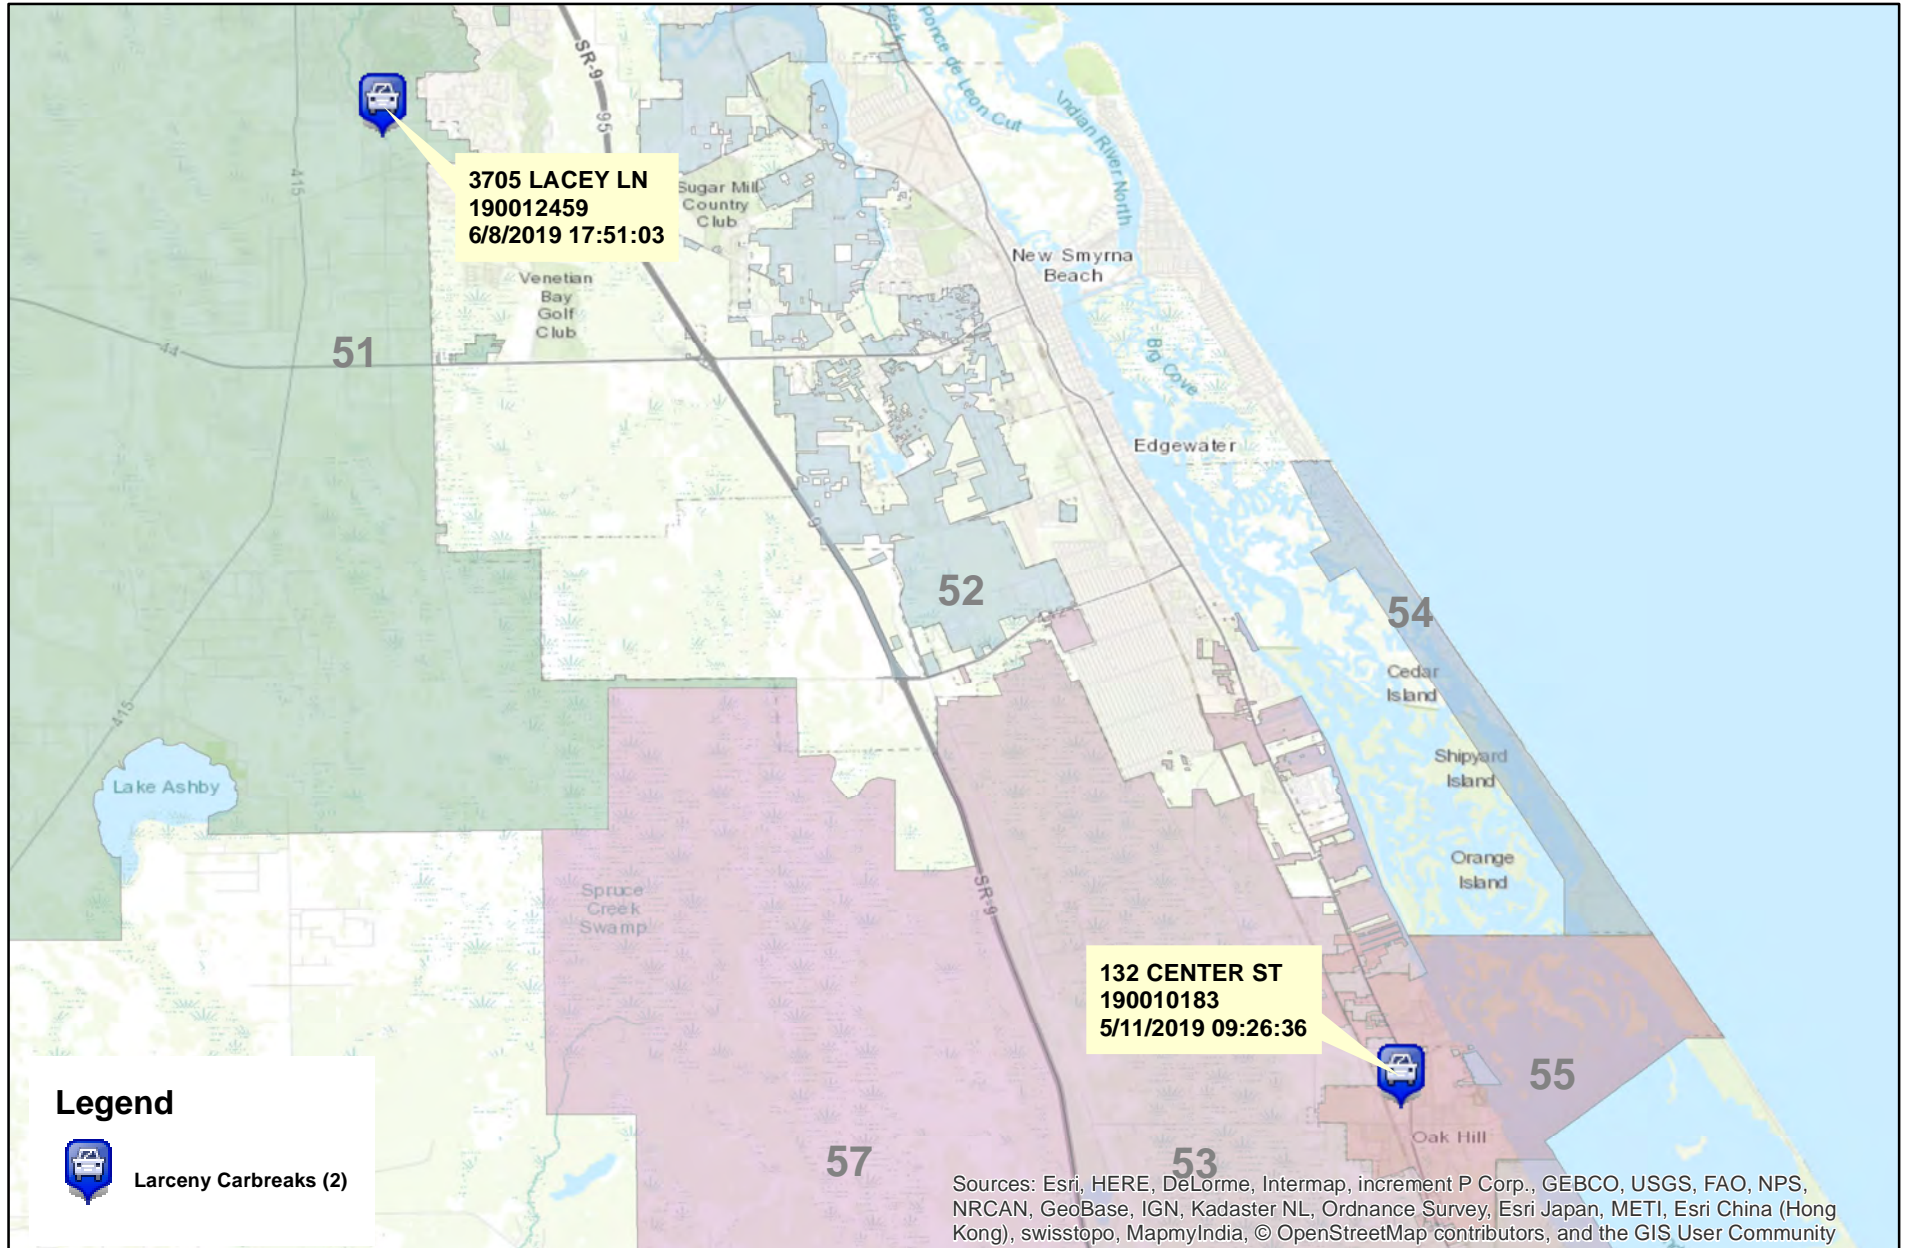 SR-9
95
reek
Ponce de Leon Cut
Indian River North
415
3705 LACEY LN
190012459
6/8/2019 17:51:03
Sugar Mill
Country
Club
New Smyrna
Beach
Venetian
Bay
Golf
Club
44
51
Big Cove
Edgewater
9
52
54
Cedar
Island
415
Lake Ashby
Shipyard
Island
Orange
Island
Spruce
Creek
Swamp
SR-9
132 CENTER ST
190010183
5/11/2019 09:26:36
55
Oak Hill
57
53
Legend
Larceny Carbreaks (2)
Sources: Esri, HERE, DeLorme, Intermap, increment P Corp., GEBCO, USGS, FAO, NPS,
NRCAN, GeoBase, IGN, Kadaster NL, Ordnance Survey, Esri Japan, METI, Esri China (Hong
Kong), swisstopo, MapmyIndia, © OpenStreetMap contributors, and the GIS User Community